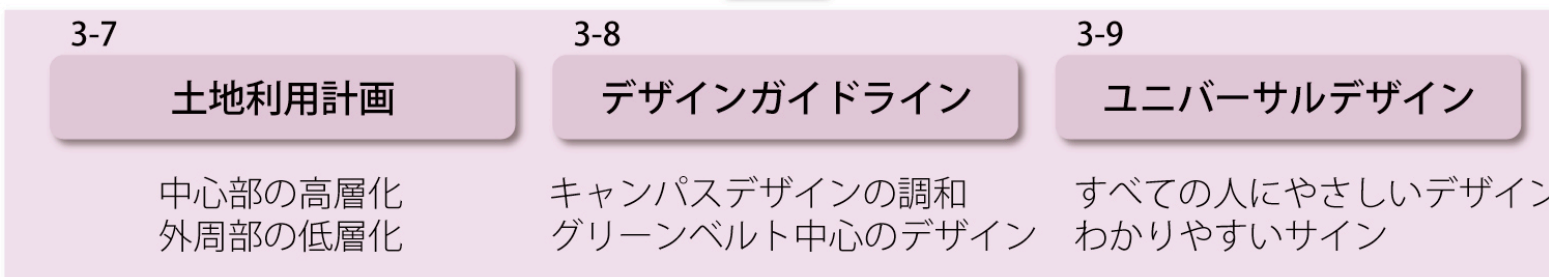 3-7
土地利用計画
中心部の高層化
外周部の低層化
3-8
デザインガイドライン
キャンパスデザインの調和
グリーンベルト中心のデザイン
3-9
ユニバーサルデザイン
すべての人にやさしいデザイン
わかりやすいサイン